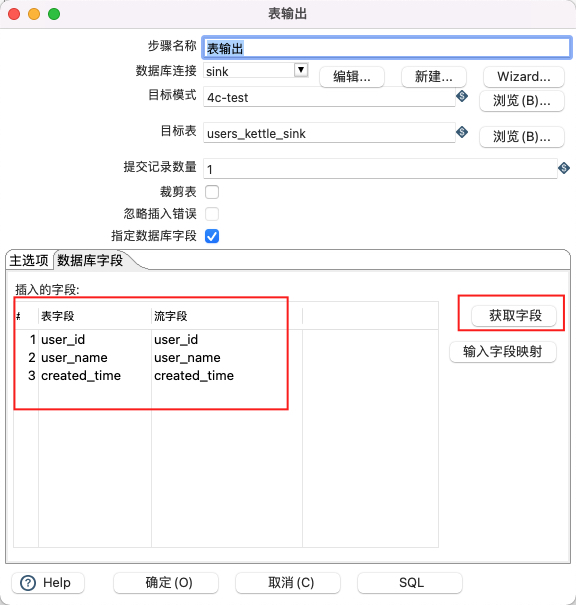 表输出
步骤名称 表输出
数据库连接 sink 编辑... 新建... Wizard...
目标模式 4c-test 浏览(B)...
目标表 users_kettle_sink 浏览(B)...
提交记录数量 1
裁剪表
忽略插入错误
指定数据库字段
主选项 数据库字段
插入的字段:
# 表字段 流字段 获取字段
1 user_id user_id
2 user_name user_name 输入字段映射
3 created_time created_time
? Help 确定(O) 取消(C) SQL